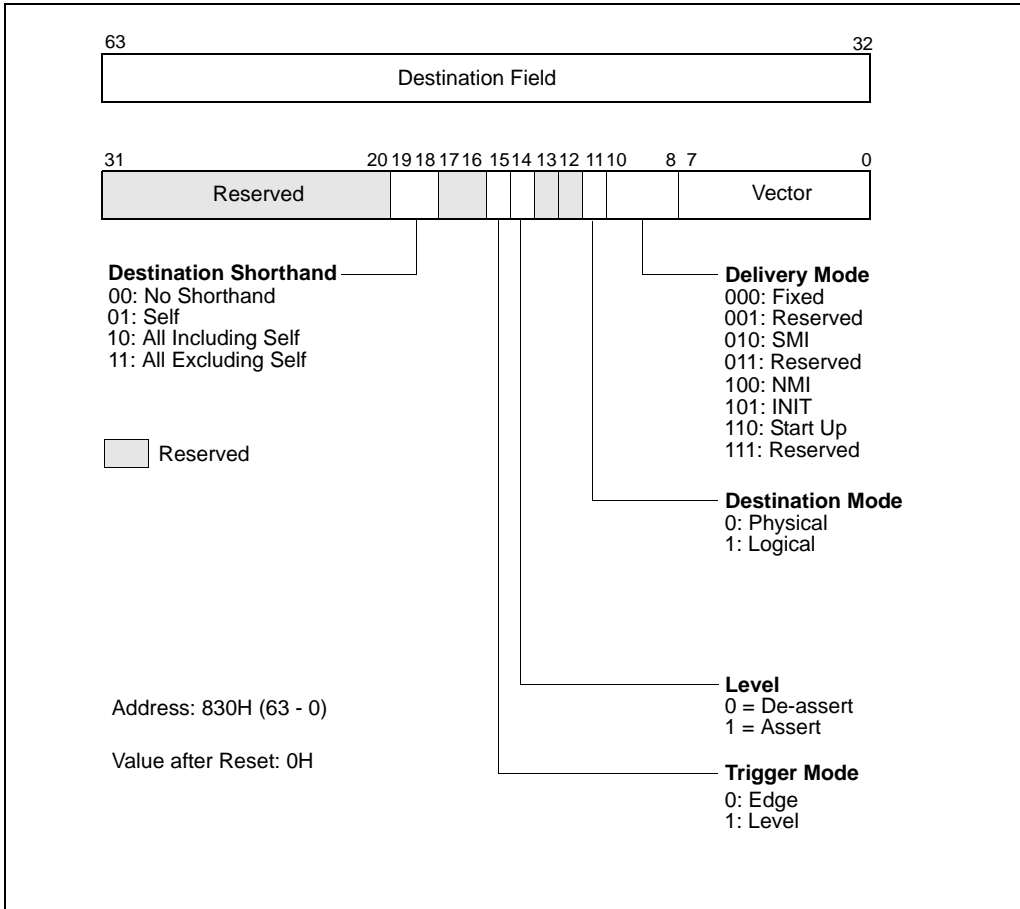 63 32
Destination Field
31 20 19 18 17 16 15 14 13 12 11 10 8 7 0
Reserved Vector
Destination Shorthand
00: No Shorthand
01: Self
10: All Including Self
11: All Excluding Self
Reserved
Delivery Mode
000: Fixed
001: Reserved
010: SMI
011: Reserved
100: NMI
101: INIT
110: Start Up
111: Reserved
Destination Mode
0: Physical
1: Logical
Level
0 = De-assert
1 = Assert
Address: 830H (63 - 0)
Value after Reset: 0H
Trigger Mode
0: Edge
1: Level